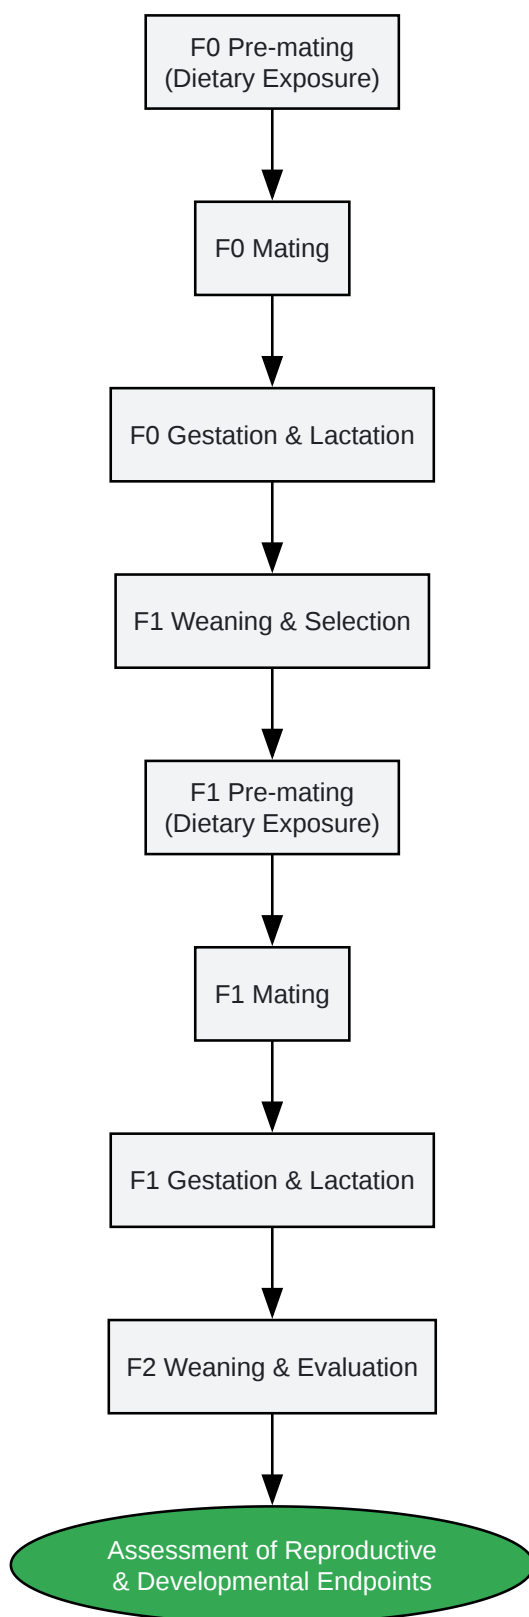 F0 Pre-mating
(Dietary Exposure)
F0 Mating
F0 Gestation & Lactation
F1 Weaning & Selection
F1 Pre-mating
(Dietary Exposure)
F1 Mating
F1 Gestation & Lactation
F2 Weaning & Evaluation
Assessment of Reproductive
& Developmental Endpoints